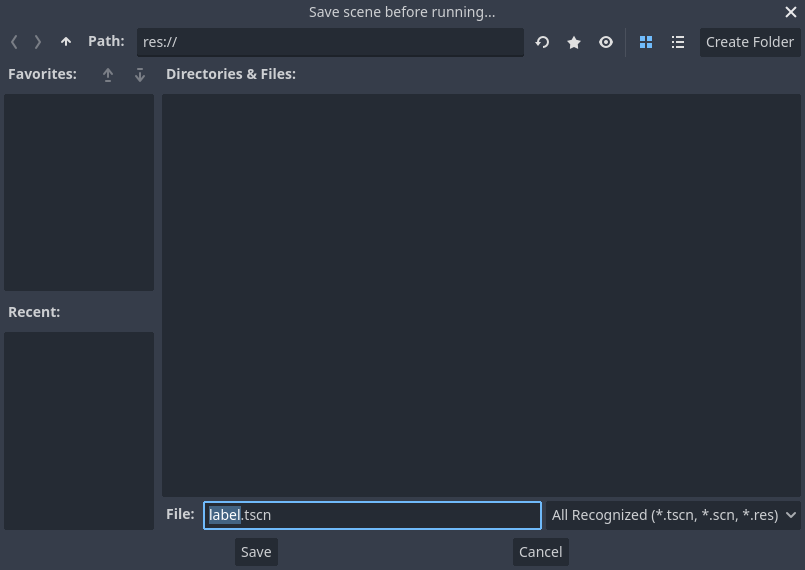 Save scene before running...
Path: res:// Create Folder
Favorites: Directories & Files:
Recent:
File: label.tscn All Recognized (*.tscn, *.scn, *.res)
Save Cancel